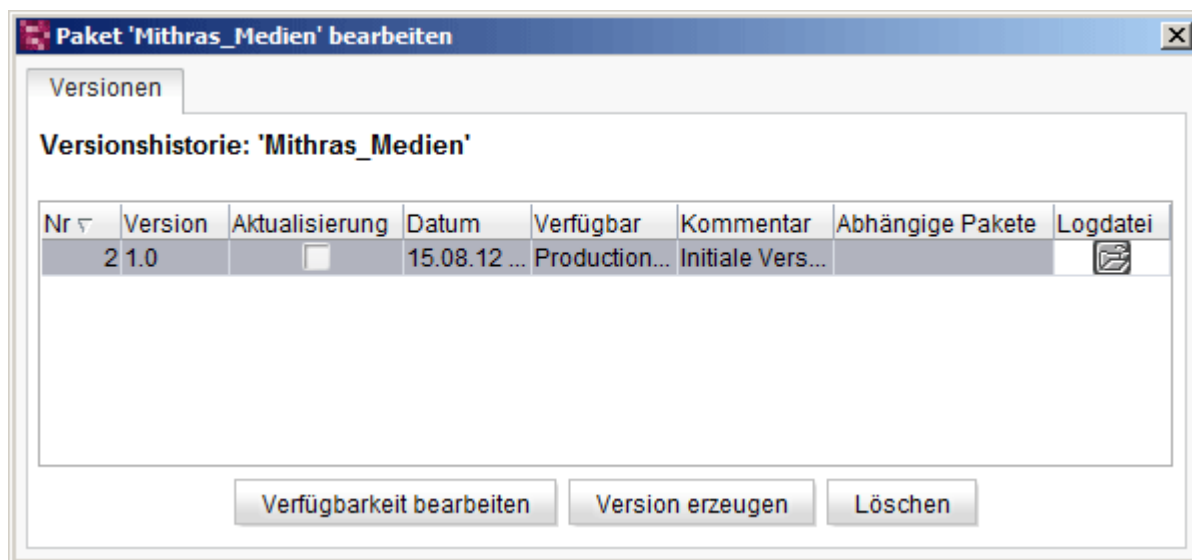 Paket 'Mithras_Medien' bearbeiten
Versionen
Versionshistorie: 'Mithras_Medien'
Nr Version Aktualisierung Datum Verfügbar Kommentar Abhängige Pakete Logdatei
2 1.0 15.08.12 ... Production... Initiale Vers...
Verfügbarkeit bearbeiten Version erzeugen Löschen